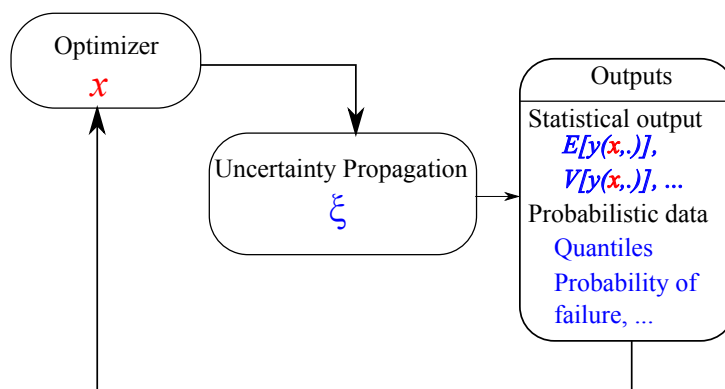 Optimizer
x
Uncertainty Propagation
ξ
Outputs
Statistical output
E[y(x,.)],
V[y(x,.)], ...
Probabilistic data
Quantiles
Probability of
failure, ...